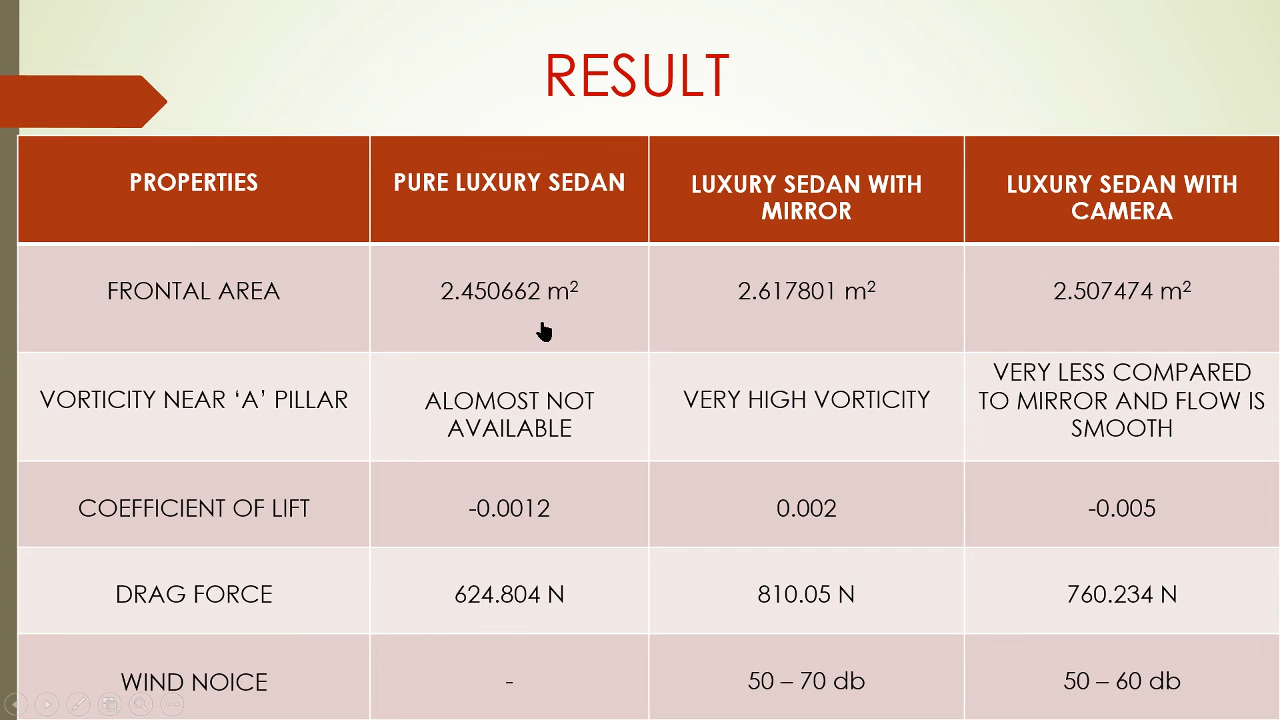 RESULT
PROPERTIES
PURE LUXURY SEDAN
LUXURY SEDAN WITH
MIRROR
LUXURY SEDAN WITH
CAMERA
FRONTAL AREA
2.450662 m²
2.617801 m²
2.507474 m²
VORTICITY NEAR ‘A’ PILLAR
ALOMOST NOT
AVAILABLE
VERY HIGH VORTICITY
VERY LESS COMPARED
TO MIRROR AND FLOW IS
SMOOTH
COEFFICIENT OF LIFT
-0.0012
0.002
-0.005
DRAG FORCE
624.804 N
810.05 N
760.234 N
WIND NOICE
-
50 – 70 db
50 – 60 db